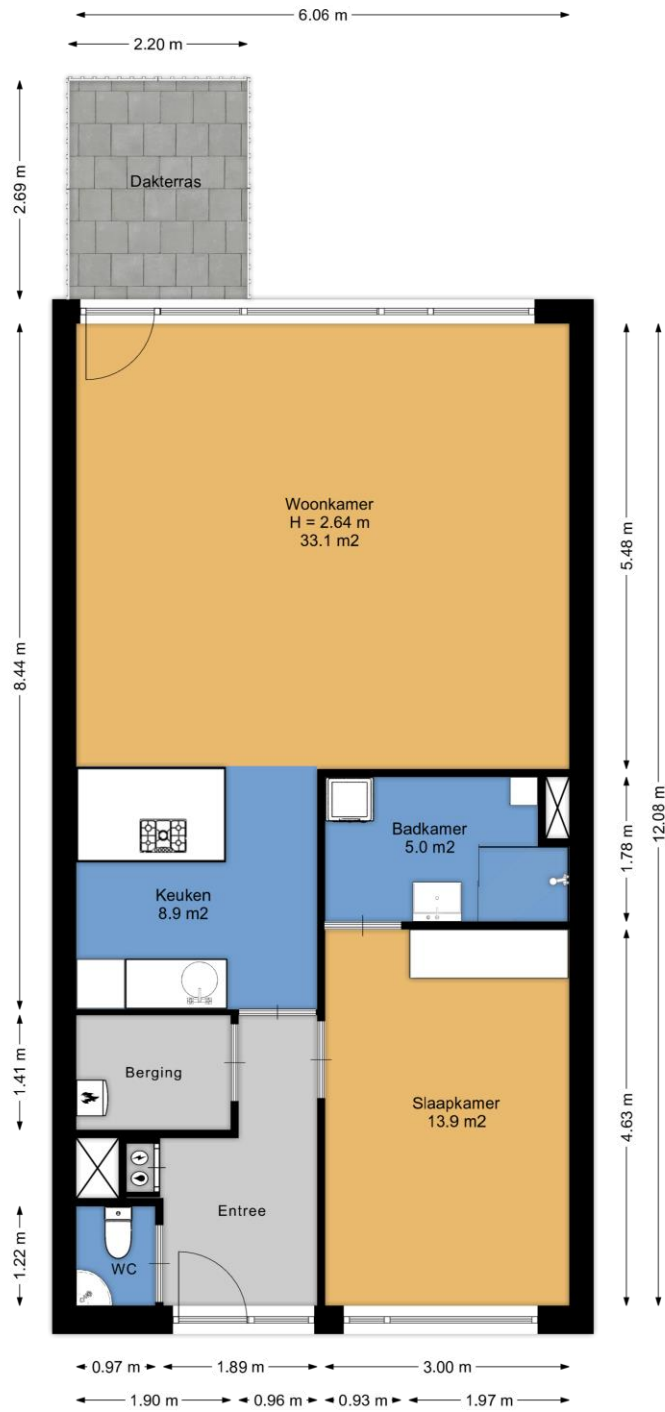 6.06 m
2.20 m
2.69 m
Dakterras
Woonkamer
H = 2.64 m
33.1 m2
5.48 m
8.44 m
12.08 m
Badkamer
5.0 m2
1.78 m
Keuken
8.9 m2
Berging
1.41 m
Slaapkamer
13.9 m2
4.63 m
Entree
WC
1.22 m
0.97 m
1.89 m
3.00 m
1.90 m
0.96 m
0.93 m
1.97 m